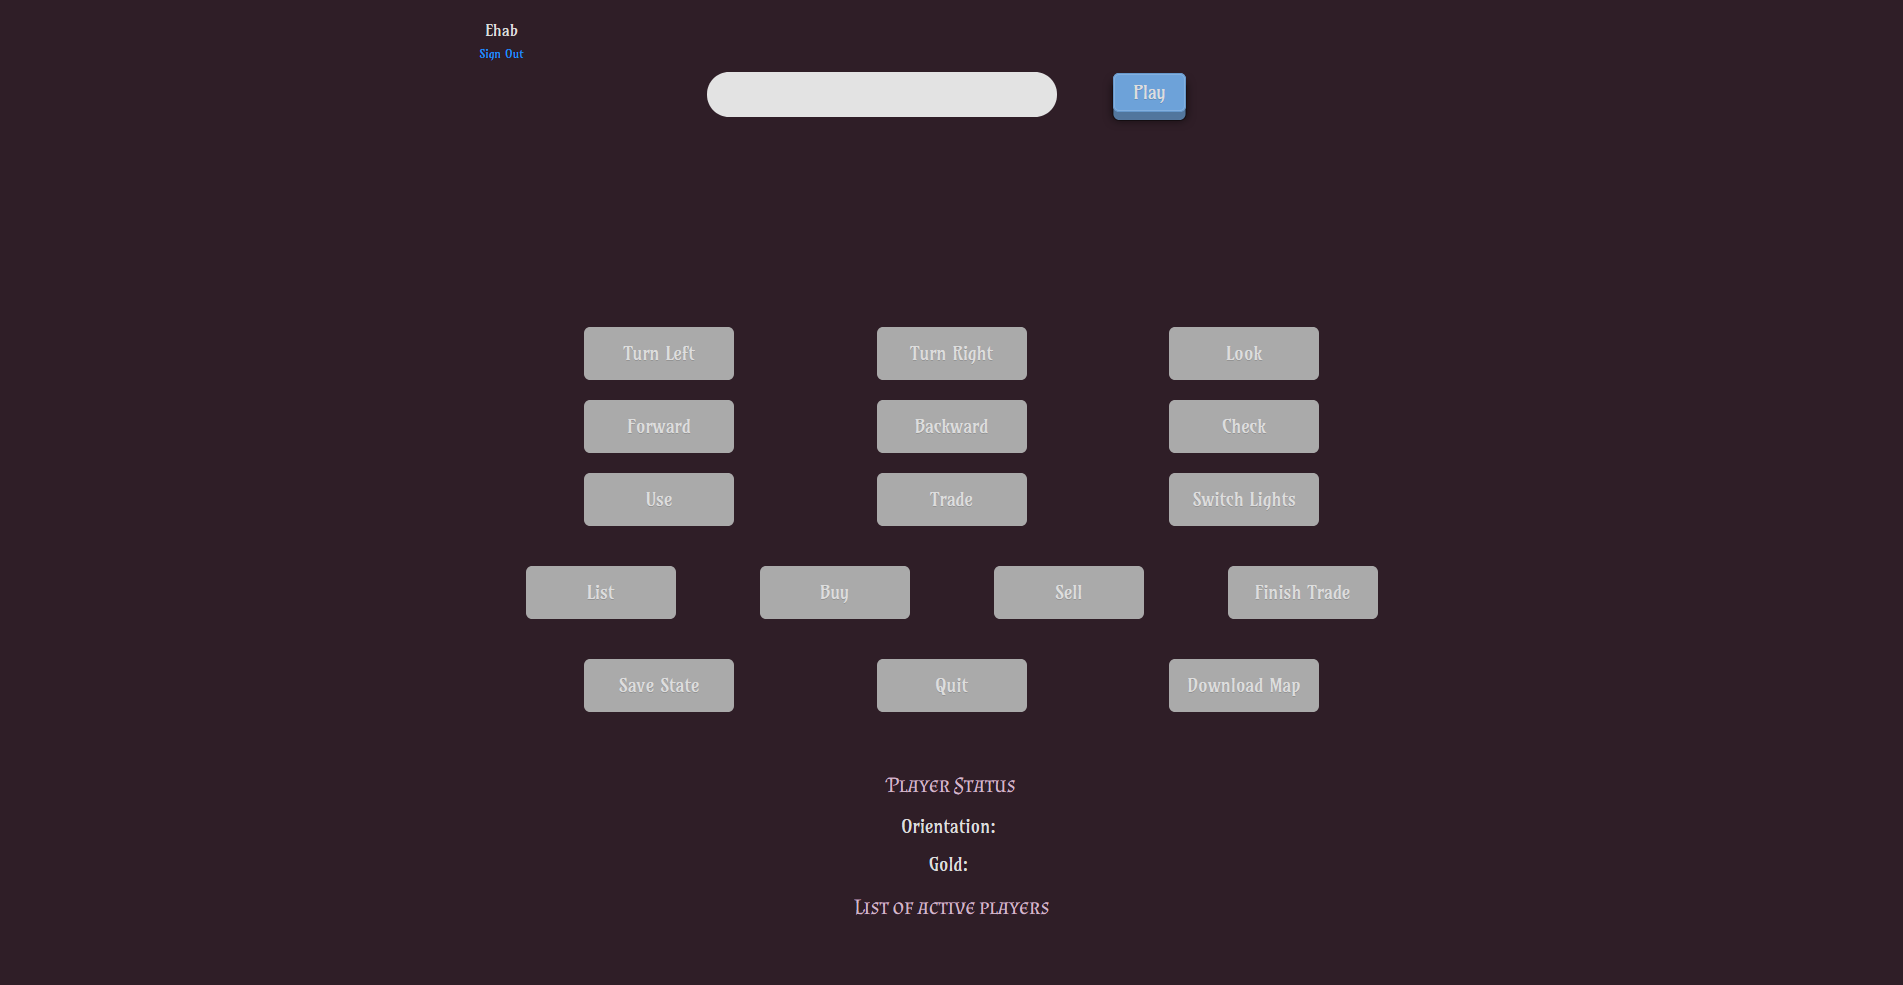 Ehab
Sign Out
Play
Turn Left Turn Right Look
Forward Backward Check
Use Trade Switch Lights
List Buy Sell Finish Trade
Save State Quit Download Map
Player Status
Orientation:
Gold:
List of active players